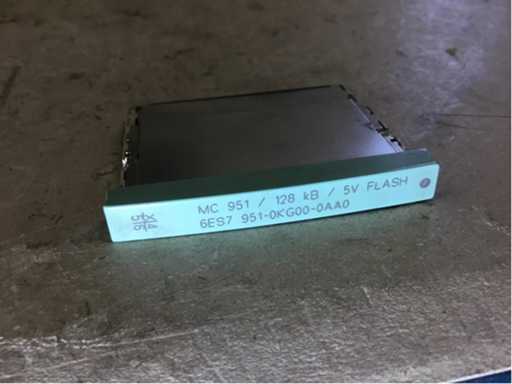 MC 951 / 128 kB / 5V FLASH
6ES7 951-0KG00-0AA0